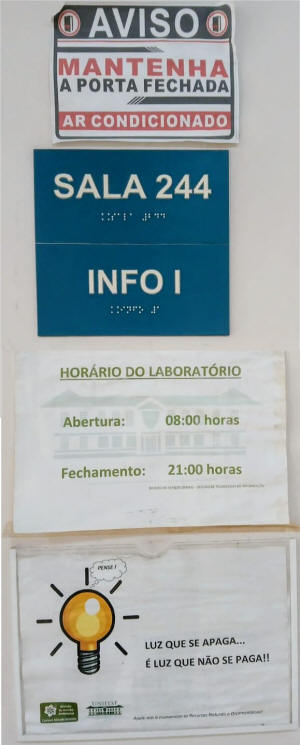 AVISO
MANTENHA
A PORTA FECHADA
AR CONDICIONADO
SALA 244
INFO I
HORÁRIO DO LABORATÓRIO
Abertura: 08:00 horas
Fechamento: 21:00 horas
PENSE !
LUZ QUE SE APAGA...
É LUZ QUE NÃO SE PAGA!!
UNIFESP